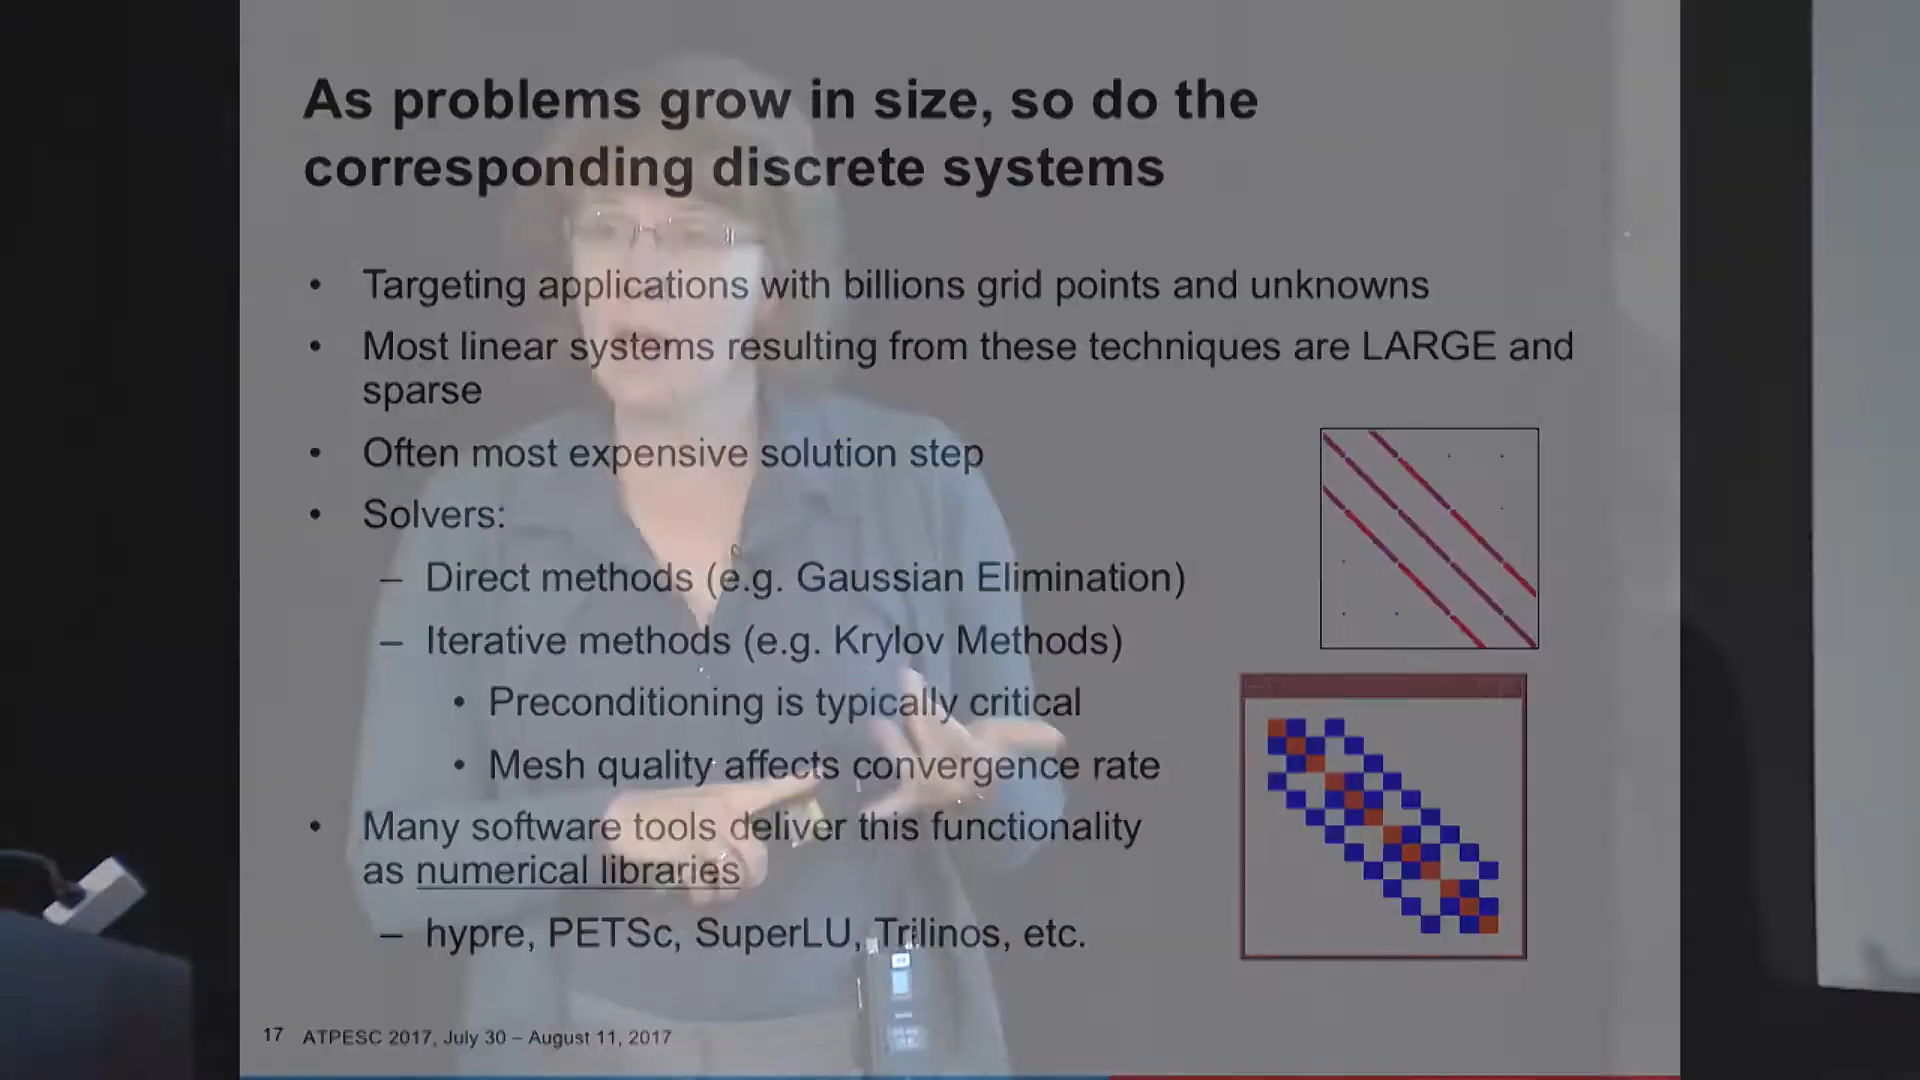 As problems grow in size, so do the
corresponding discrete systems
• Targeting applications with billions grid points and unknowns
• Most linear systems resulting from these techniques are LARGE and
sparse
• Often most expensive solution step
• Solvers:
– Direct methods (e.g. Gaussian Elimination)
– Iterative methods (e.g. Krylov Methods)
• Preconditioning is typically critical
• Mesh quality affects convergence rate
• Many software tools deliver this functionality
as numerical libraries
– hypre, PETSc, SuperLU, Trilinos, etc.
17 ATPESC 2017, July 30 – August 11, 2017